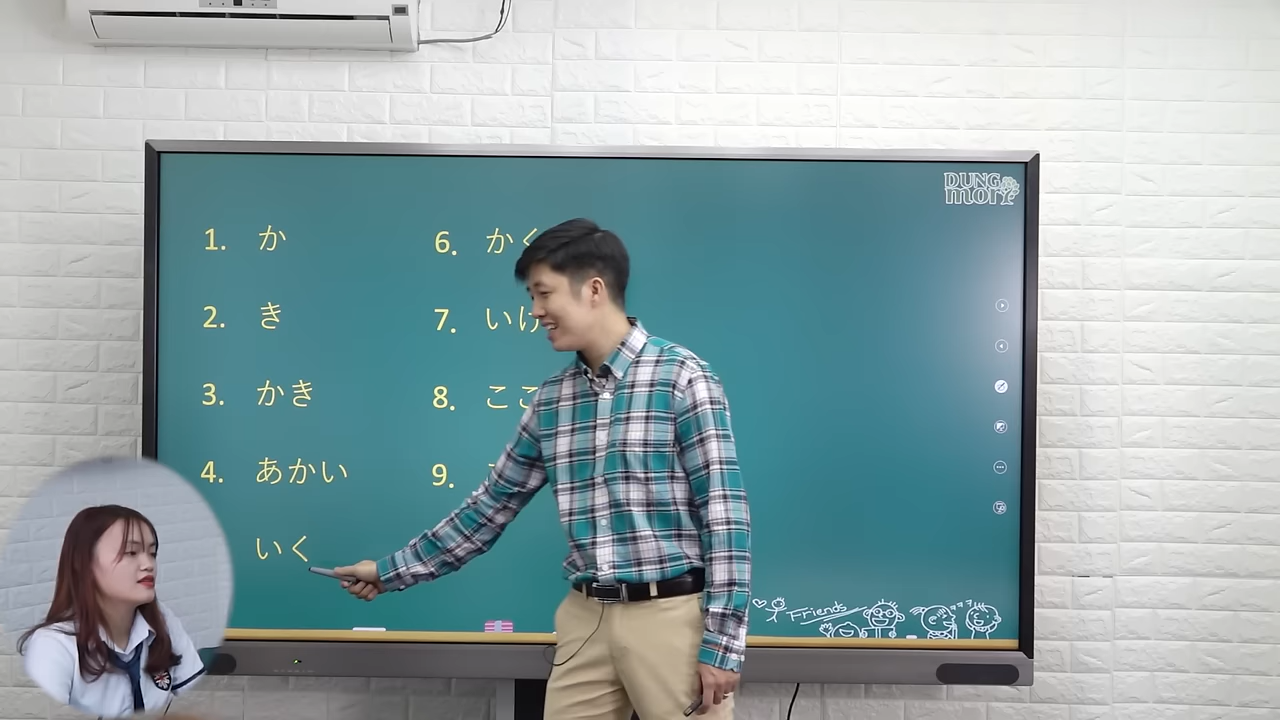 DUNG
mori
1. か
2. き
3. かき
4. あかい
いく
6. かく
7. いけ
8. ここ
9.
Friends